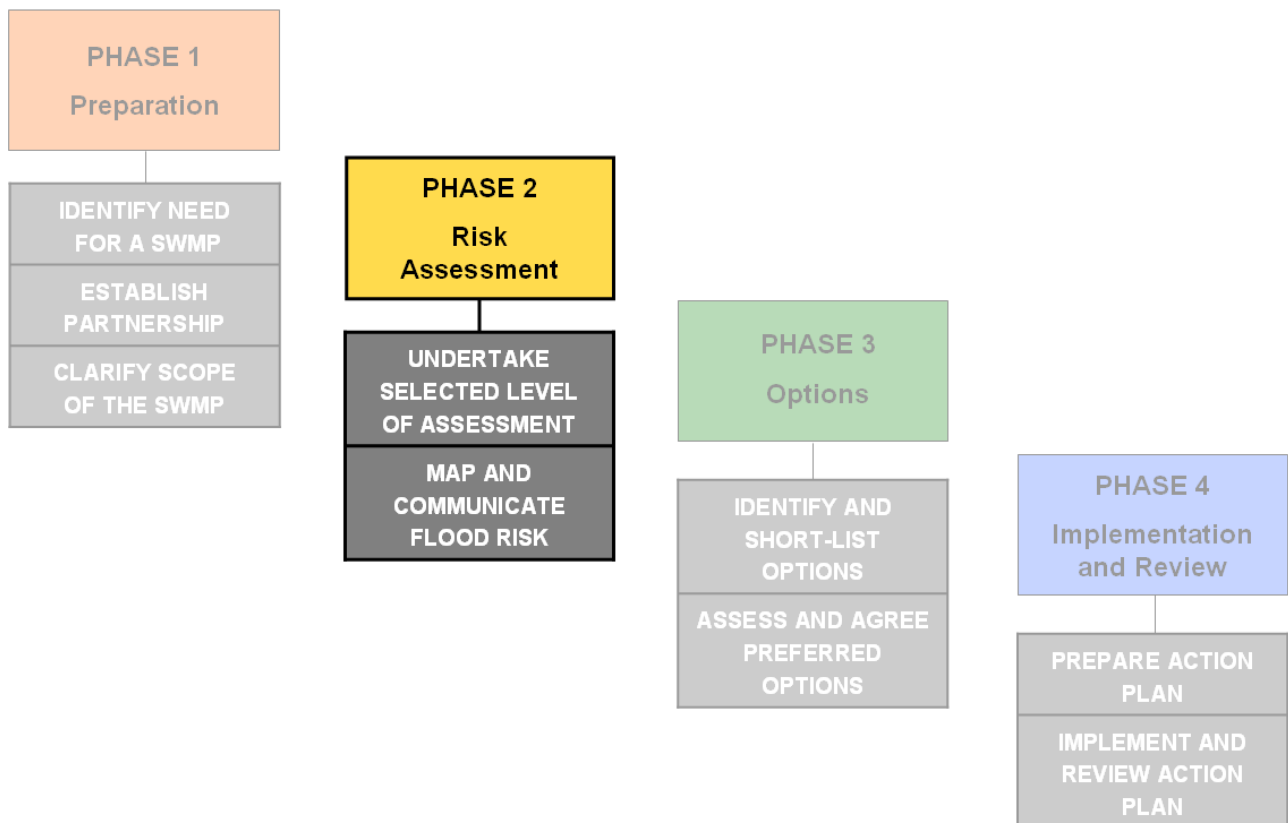 PHASE 1
Preparation
IDENTIFY NEED
FOR A SWMP
ESTABLISH
PARTNERSHIP
CLARIFY SCOPE
OF THE SWMP
PHASE 2
Risk
Assessment
UNDERTAKE
SELECTED LEVEL
OF ASSESSMENT
MAP AND
COMMUNICATE
FLOOD RISK
PHASE 3
Options
IDENTIFY AND
SHORT-LIST
OPTIONS
ASSESS AND AGREE
PREFERRED
OPTIONS
PHASE 4
Implementation
and Review
PREPARE ACTION
PLAN
IMPLEMENT AND
REVIEW ACTION
PLAN